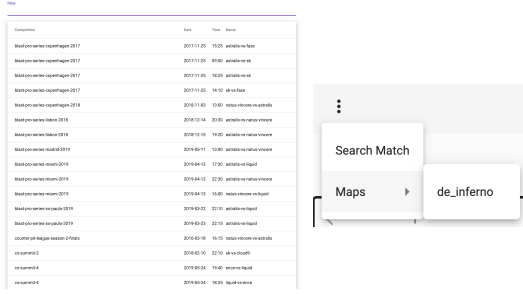 Filter
Competition Date Time Name
blast-pro-series-copenhagen-2017 2017-11-25 15:25 astralis-vs-faze
blast-pro-series-copenhagen-2017 2017-11-25 09:00 astralis-vs-sk
blast-pro-series-copenhagen-2017 2017-11-25 18:25 astralis-vs-sk
blast-pro-series-copenhagen-2017 2017-11-25 14:10 sk-vs-faze
blast-pro-series-copenhagen-2018 2018-11-03 13:00 natus-vincere-vs-astralis
blast-pro-series-lisbon-2018 2018-12-14 20:30 astralis-vs-natus-vincere
blast-pro-series-lisbon-2018 2018-12-15 19:20 astralis-vs-natus-vincere
blast-pro-series-madrid-2019 2019-05-11 13:00 astralis-vs-natus-vincere
blast-pro-series-miami-2019 2019-04-13 17:30 astralis-vs-liquid
blast-pro-series-miami-2019 2019-04-12 22:30 astralis-vs-natus-vincere
blast-pro-series-miami-2019 2019-04-13 16:00 natus-vincere-vs-liquid
blast-pro-series-sa-paulo-2019 2019-03-22 22:10 astralis-vs-liquid
blast-pro-series-sa-paulo-2019 2019-03-23 22:15 astralis-vs-liquid
counter-pit-league-season-2-finals 2016-03-18 16:15 natus-vincere-vs-astralis
cs-summit-2 2018-02-10 22:10 sk-vs-cloud9
cs-summit-4 2019-05-24 19:40 ence-vs-liquid
cs-summit-4 2019-05-24 18:25 liquid-vs-ence
Search Match
Maps
de_inferno